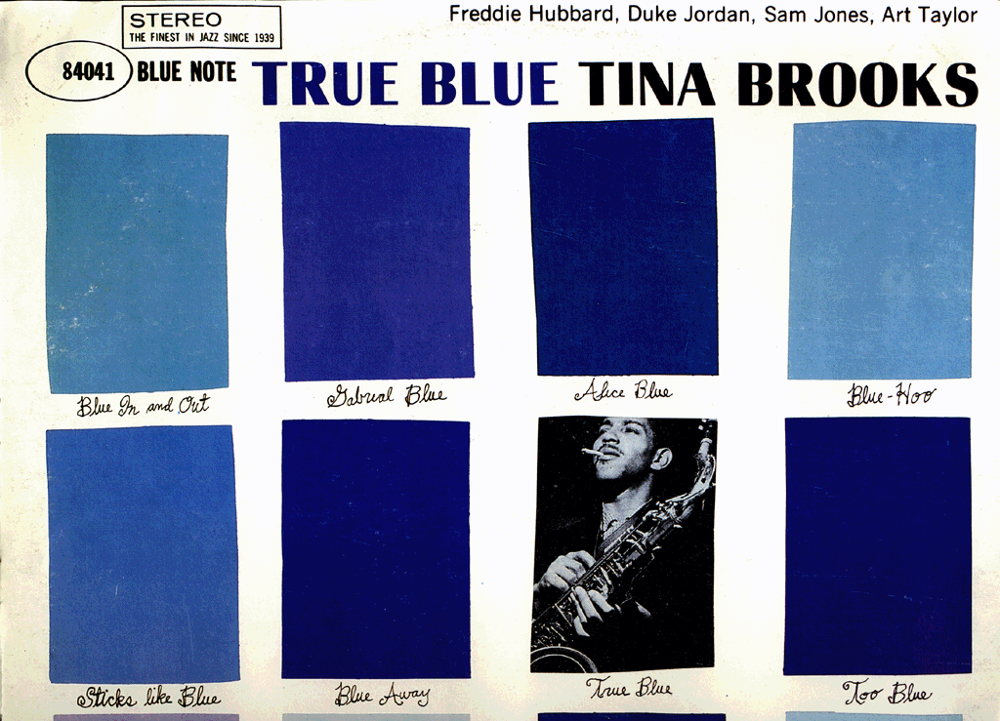 Freddie Hubbard, Duke Jordan, Sam Jones, Art Taylor
STEREO
THE FINEST IN JAZZ SINCE 1939
84041 BLUE NOTE TRUE BLUE TINA BROOKS
Blue In and Out
Gabrial Blue
Alice Blue
Blue-Hoo
Sticks like Blue
Blue Away
True Blue
Too Blue